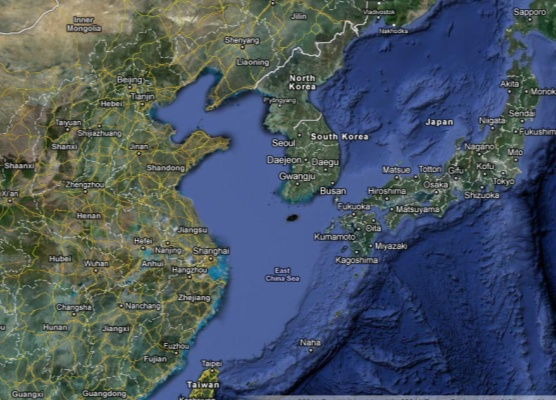 Sapporo
Vladivostok
Jilin
Inner
Mongolia
Nakhodka
Shenyang
Liaoning
Akita
Beijing
Tianjin
Hebei
North
Korea
Pyongyang
Sendai
Taiyuan
Shijiazhuang
Shanxi
Jinan
Seoul
South Korea
Japan
Niigata
Nagano
Mito
Shaanxi
Shandong
Daejeon
Daegu
Gwangju
Matsue
Tottori
Gifu
Kofu
Tokyo
Xi'an
Zhengzhou
Busan
Hiroshima
Osaka
Shizuoka
Henan
Fukuoka
Matsuyama
Jiangsu
Oita
Hefei
Nanjing
Shanghai
Kumamoto
Miyazaki
Hubei
Wuhan
Anhui
Hangzhou
Kagoshima
East
China Sea
Zhejiang
Changsha
Nanchang
Hunan
Jiangxi
Naha
Fuzhou
Fujian
Taipei
Taiwan
Guangxi
Guangdong